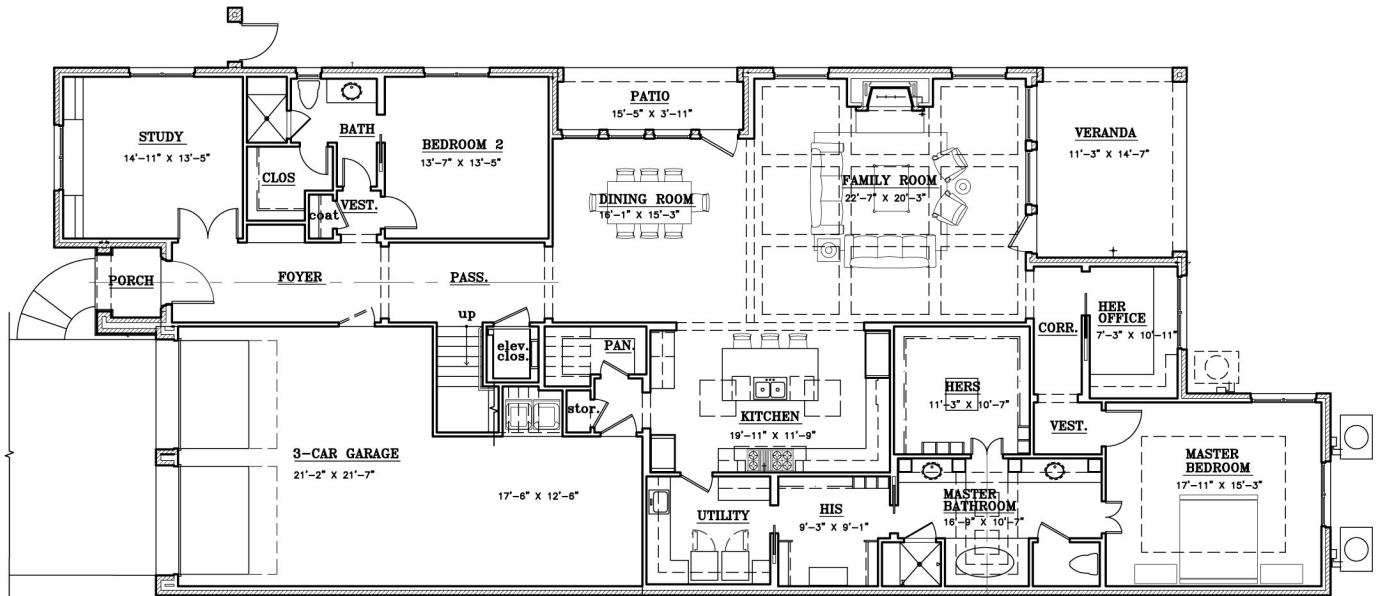 STUDY
14'-11" X 13'-5"
BATH
CLOS
coat
VEST.
BEDROOM 2
13'-7" X 13'-5"
PATIO
15'-5" X 3'-11"
DINING ROOM
16'-1" X 15'-3"
FAMILY ROOM
22'-7" X 20'-3"
VERANDA
11'-3" X 14'-7"
PORCH
FOYER
PASS.
up
elev.
clos.
PAN.
stor.
KITCHEN
19'-11" X 11'-9"
HERS
11'-3" X 10'-7"
CORR.
HER
OFFICE
7'-3" X 10'-11"
VEST.
3-CAR GARAGE
21'-2" X 21'-7"
17'-6" X 12'-6"
UTILITY
HIS
9'-3" X 9'-1"
MASTER
BATHROOM
16'-9" X 10'-7"
MASTER
BEDROOM
17'-11" X 15'-3"